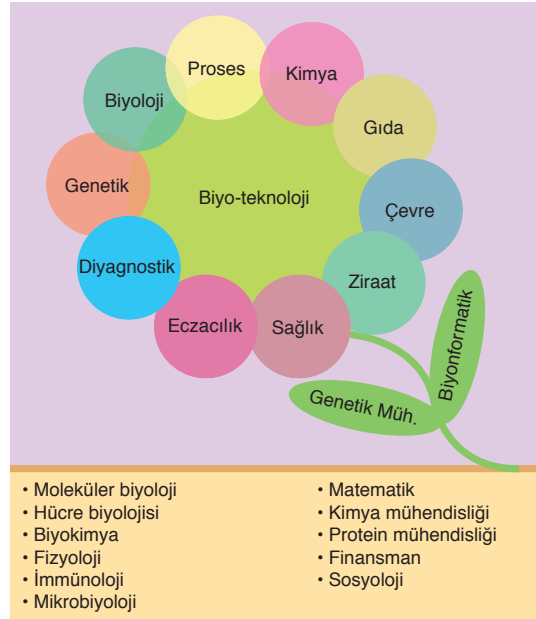 Proses
Kimya
Biyoloji
Gıda
Genetik
Biyo-teknoloji
Çevre
Diyagnostik
Ziraat
Eczacılık
Sağlık
Biyonformatik
Genetik Müh.
• Moleküler biyoloji
• Hücre biyolojisi
• Biyokimya
• Fizyoloji
• İmmünoloji
• Mikrobiyoloji
• Matematik
• Kimya mühendisliği
• Protein mühendisliği
• Finansman
• Sosyoloji